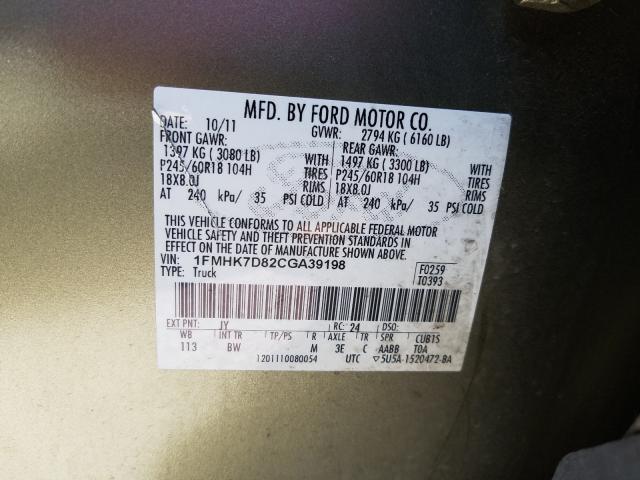 MFD. BY FORD MOTOR CO.
DATE: 10/11 GVWR: 2794 KG (6160 LB)
FRONT GAWR: REAR GAWR:
1397 KG (3080 LB) WITH 1497 KG (3300 LB) WITH
P245/60R18 104H TIRES P245/60R18 104H TIRES
18X8.0J RIMS 18X8.0J RIMS
AT 240 kPa/ 35 PSI COLD AT 240 kPa/ 35 PSI COLD
THIS VEHICLE CONFORMS TO ALL APPLICABLE FEDERAL MOTOR
VEHICLE SAFETY AND THEFT PREVENTION STANDARDS IN
EFFECT ON THE DATE OF MANUFACTURE SHOWN ABOVE.
VIN: 1FMHK7D82CGA39198 F0259
TYPE: Truck T0393
EXT PNT: JY RC: 24 DSO:
WB INT TR TP/PS R AXLE TR SPR CUB1S
113 BW M 3E C AABB TOA
1201110080054 UTC ▽5U5A-1520472-BA